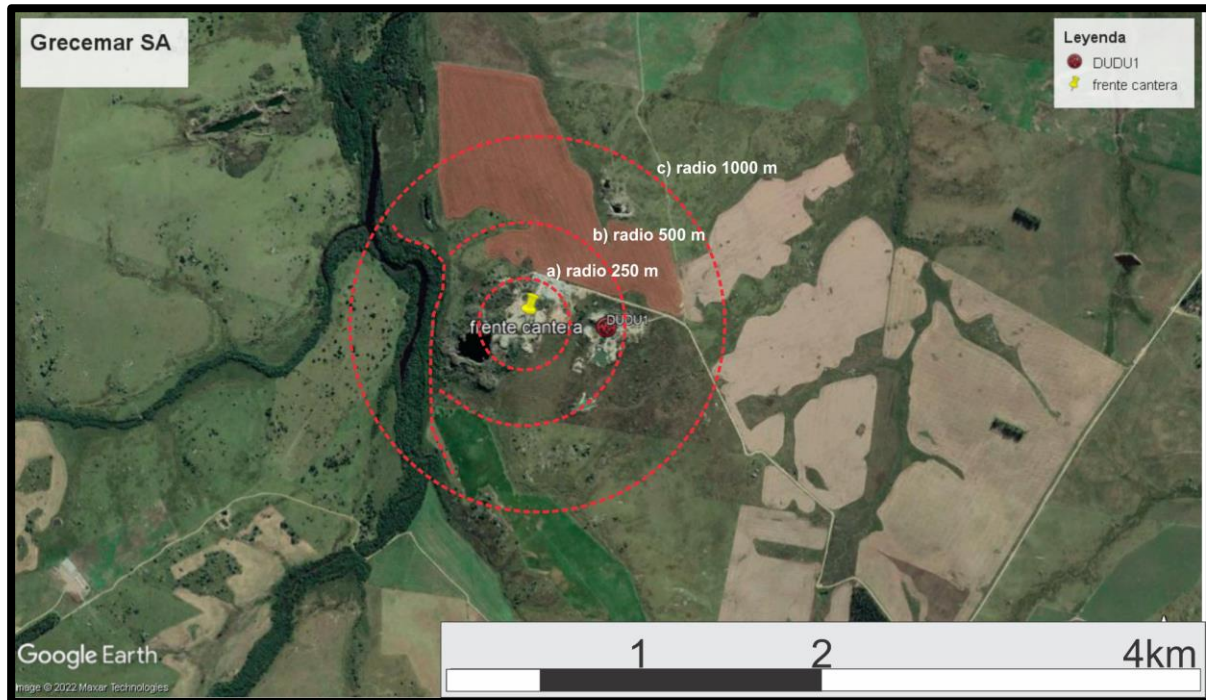 Grecemar SA
Leyenda
DUDU1
frente cantera
c) radio 1000 m
b) radio 500 m
a) radio 250 m
DUDU1
frente cantera
Google Earth
Image © 2022 Maxar Technologies
1 2 4km